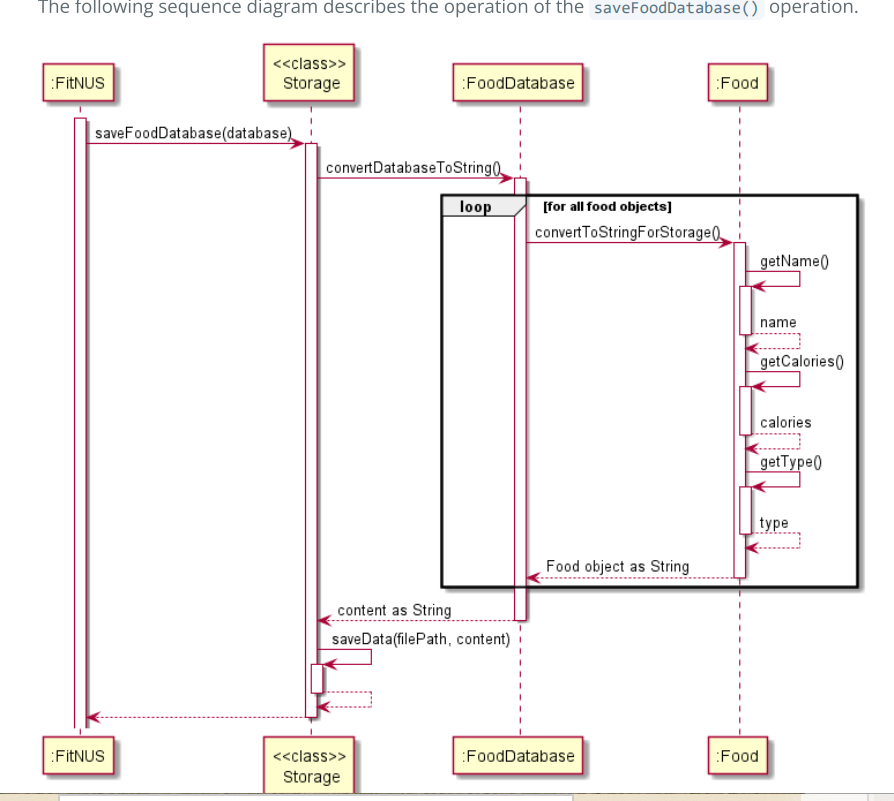 The following sequence diagram describes the operation of the saveFoodDatabase() operation.
<<class>>
:FitNUS
Storage
:FoodDatabase
:Food
saveFoodDatabase(database)
convertDatabaseToString()
loop
[for all food objects]
convertToStringForStorage()
getName()
name
getCalories()
calories
getType()
type
Food object as String
content as String
saveData(filePath, content)
:FitNUS
<<class>>
Storage
:FoodDatabase
:Food